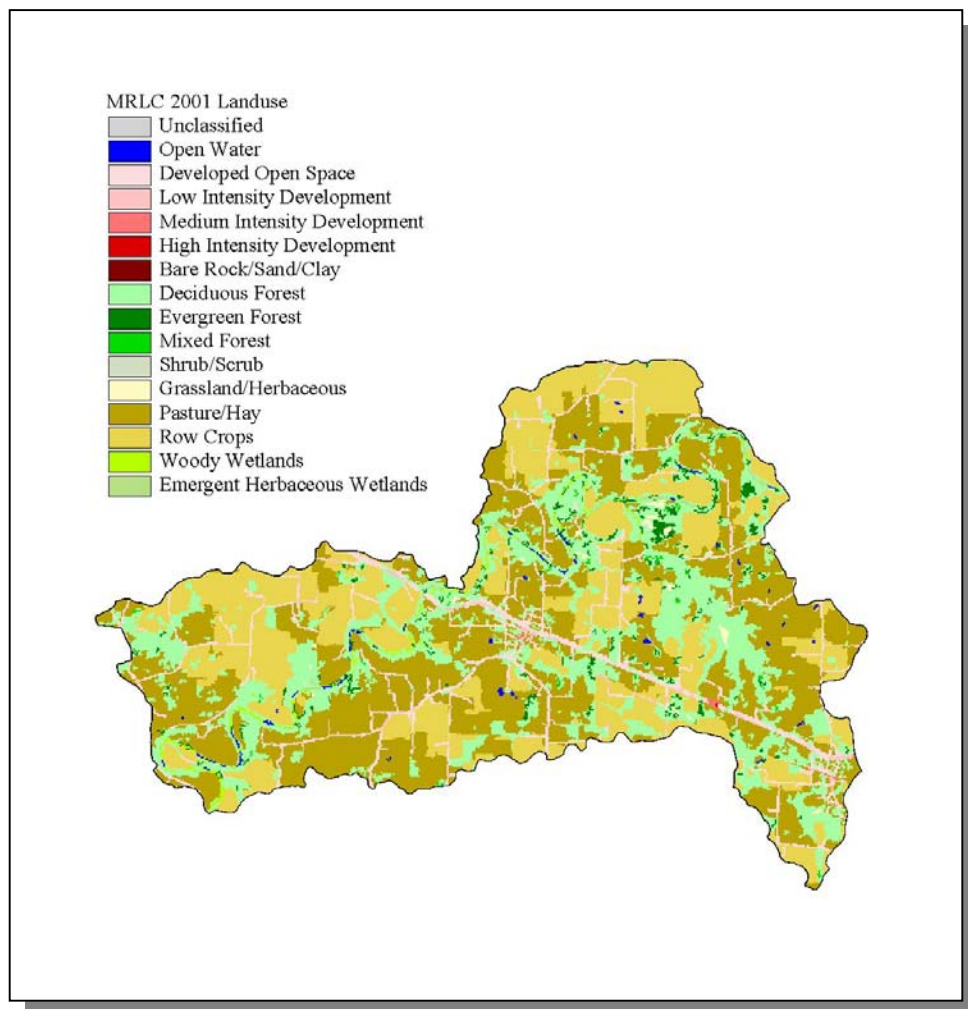 MRLC 2001 Landuse
Unclassified
Open Water
Developed Open Space
Low Intensity Development
Medium Intensity Development
High Intensity Development
Bare Rock/Sand/Clay
Deciduous Forest
Evergreen Forest
Mixed Forest
Shrub/Scrub
Grassland/Herbaceous
Pasture/Hay
Row Crops
Woody Wetlands
Emergent Herbaceous Wetlands